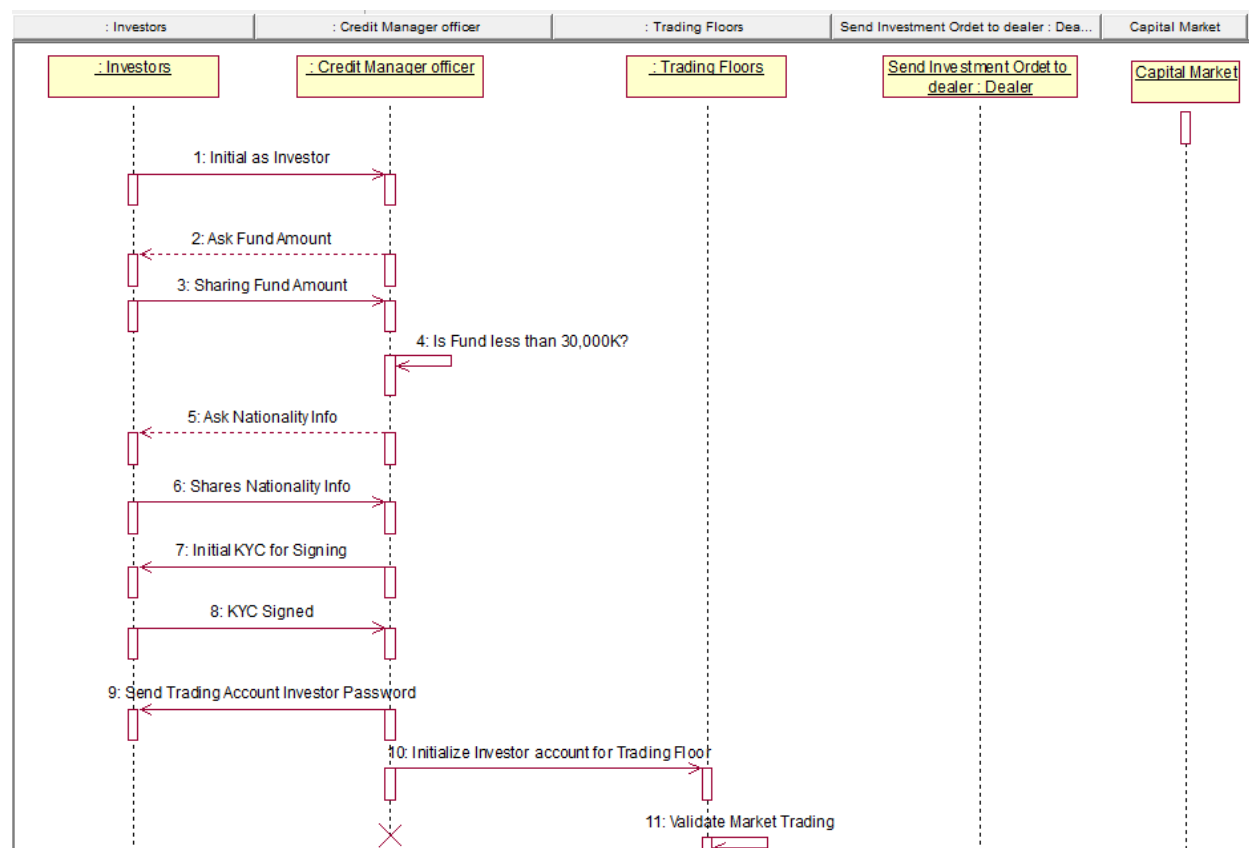 : Investors
: Credit Manager officer
: Trading Floors
Send Investment Ordet to dealer : Dea...
Capital Market
: Investors
: Credit Manager officer
: Trading Floors
Send Investment Ordet to
dealer : Dealer
Capital Market
1: Initial as Investor
2: Ask Fund Amount
3: Sharing Fund Amount
4: Is Fund less than 30,000K?
5: Ask Nationality Info
6: Shares Nationality Info
7: Initial KYC for Signing
8: KYC Signed
9: Send Trading Account Investor Password
10: Initialize Investor account for Trading Floor
11: Validate Market Trading